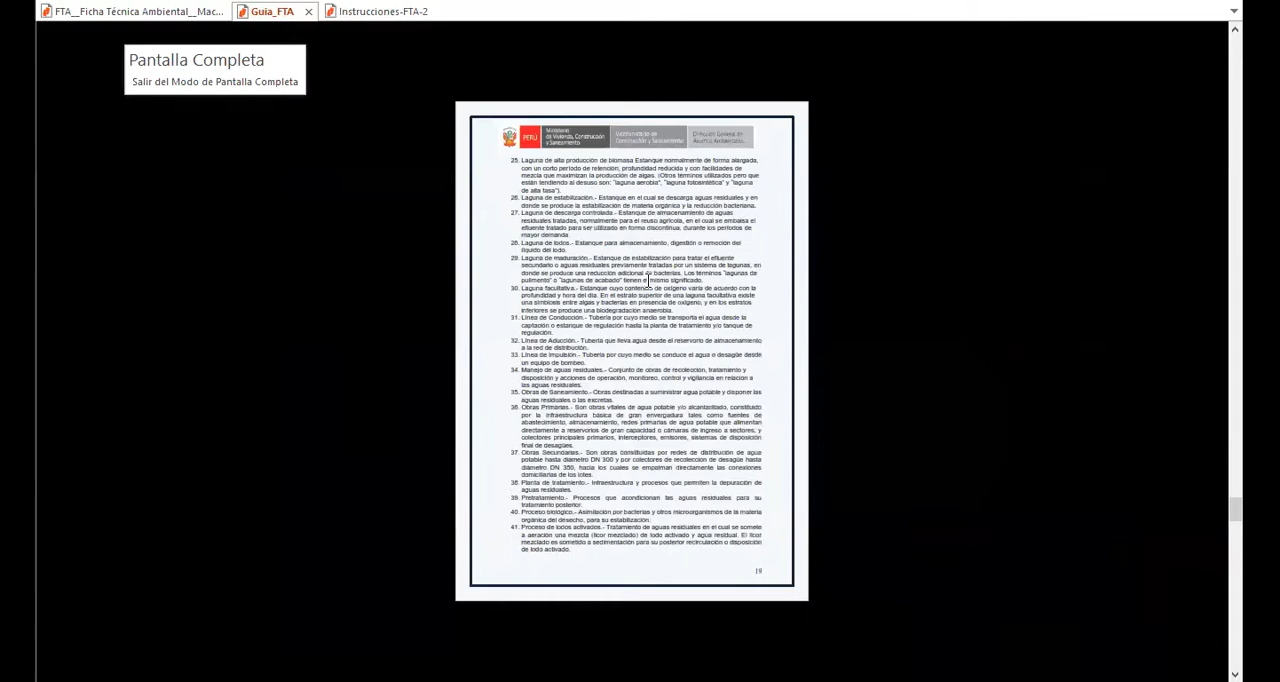 FTA__Ficha Técnica Ambiental__Mac...
Guia_FTA
Instrucciones-FTA-2
Pantalla Completa
Salir del Modo de Pantalla Completa
PERÚ
Ministerio
de Vivienda, Construcción
y Saneamiento
Viceministerio de
Construcción y Saneamiento
Dirección General de
Asuntos Ambientales
25. Laguna de alta producción de biomasa Estanque normalmente de forma alargada,
con un corto período de retención, profundidad reducida y con facilidades de
mezcla que maximizan la producción de algas. (Otros términos utilizados pero que
están tendiendo al desuso son: "laguna aerobia", "laguna fotosintética" y "laguna
de alta tasa").
26. Laguna de estabilización.- Estanque en el cual se descarga aguas residuales y en
donde se produce la estabilización de materia orgánica y la reducción bacteriana.
27. Laguna de descarga controlada.- Estanque de almacenamiento de aguas
residuales tratadas, normalmente para el reuso agrícola, en el cual se embalsa el
efluente tratado para ser utilizado en forma discontinua, durante los períodos de
mayor demanda
28. Laguna de lodos.- Estanque para almacenamiento, digestión o remoción del
líquido del lodo.
29. Laguna de maduración.- Estanque de estabilización para tratar el efluente
secundario o aguas residuales previamente tratadas por un sistema de lagunas, en
donde se produce una reducción adicional de bacterias. Los términos "lagunas de
pulimento" o "lagunas de acabado" tienen el mismo significado.
30. Laguna facultativa.- Estanque cuyo contenido de oxígeno varía de acuerdo con la
profundidad y hora del día. En el estrato superior de una laguna facultativa existe
una simbiosis entre algas y bacterias en presencia de oxígeno, y en los estratos
inferiores se produce una biodegradación anaerobia.
31. Línea de Conducción.- Tubería por cuyo medio se transporta el agua desde la
captación o estanque de regulación hasta la planta de tratamiento y/o tanque de
regulación.
32. Línea de Aducción.- Tubería que lleva agua desde el reservorio de almacenamiento
a la red de distribución.
33. Línea de Impulsión.- Tubería por cuyo medio se conduce el agua o desagüe desde
un equipo de bombeo.
34. Manejo de aguas residuales.- Conjunto de obras de recolección, tratamiento y
disposición y acciones de operación, monitoreo, control y vigilancia en relación a
las aguas residuales.
35. Obras de Saneamiento.- Obras destinadas a suministrar agua potable y disponer las
aguas residuales o las excretas.
36. Obras Primarias.- Son obras vitales de agua potable y/o alcantarillado, constituido
por la infraestructura básica de gran envergadura tales como fuentes de
abastecimiento, almacenamiento, redes primarias de agua potable que alimentan
directamente a reservorios de gran capacidad o cámaras de ingreso a sectores, y
colectores principales primarios, interceptores, emisores, sistemas de disposición
final de desagües.
37. Obras Secundarias.- Son obras constituidas por redes de distribución de agua
potable hasta diámetro DN 300 y por colectores de recolección de desagüe hasta
diámetro DN 350, hacia los cuales se empalman directamente las conexiones
domiciliarias de los lotes.
38. Planta de tratamiento.- Infraestructura y procesos que permiten la depuración de
aguas residuales.
39. Pretratamiento.- Procesos que acondicionan las aguas residuales para su
tratamiento posterior.
40. Proceso biológico.- Asimilación por bacterias y otros microorganismos de la materia
orgánica del desecho, para su estabilización.
41. Proceso de lodos activados.- Tratamiento de aguas residuales en el cual se somete
a aeración una mezcla (licor mezclado) de lodo activado y agua residual. El licor
mezclado es sometido a sedimentación para su posterior recirculación o disposición
de lodo activado.